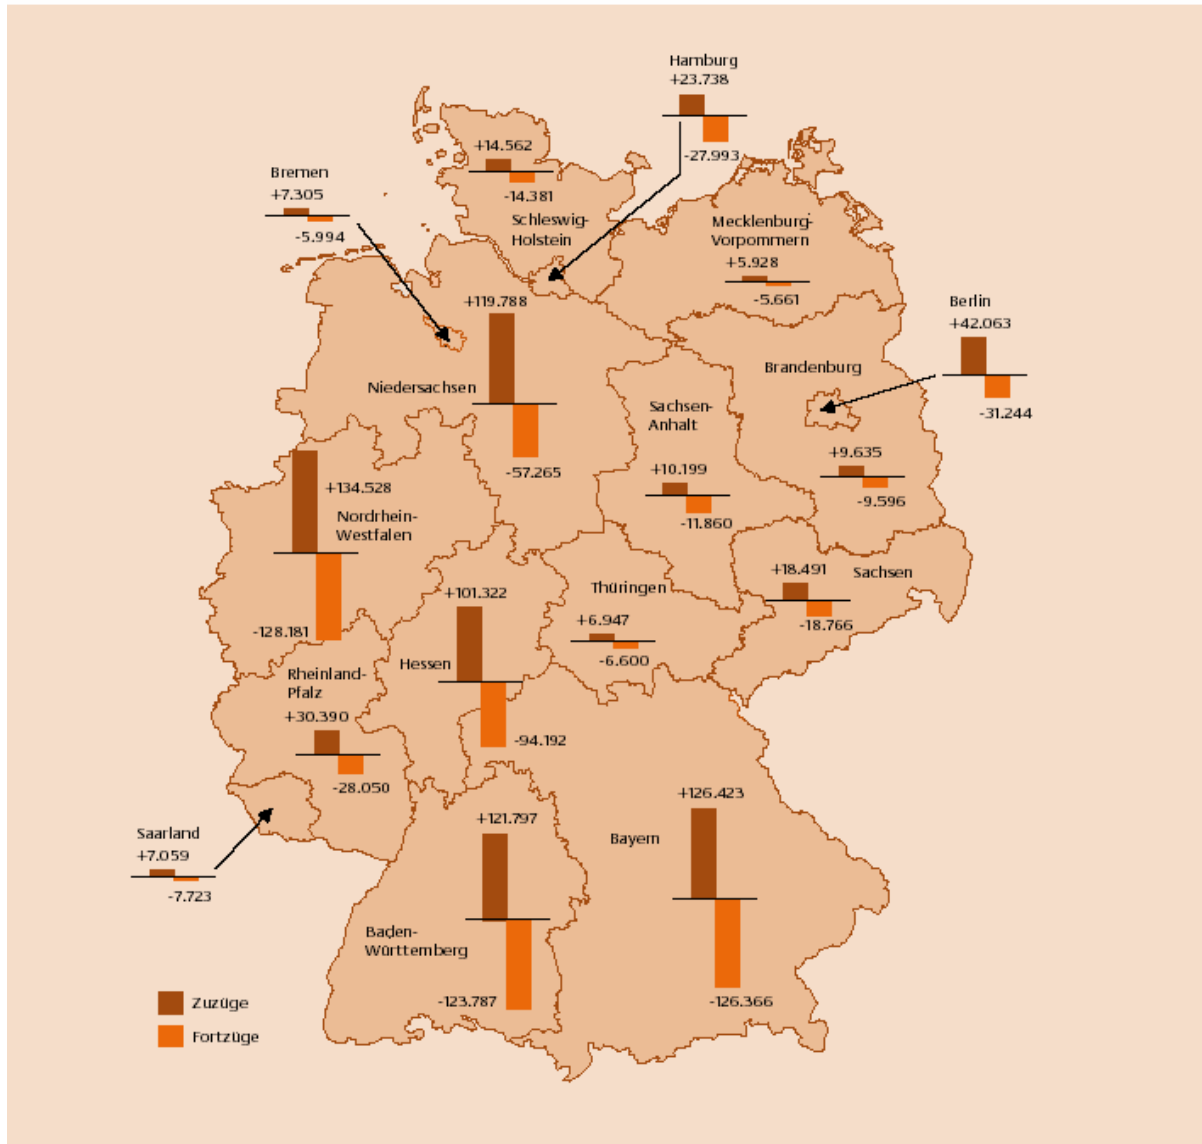 Hamburg
+23.738
-27.993
+14.562
-14.381
Schleswig-
Holstein
Bremen
+7.305
-5.994
Mecklenburg-
Vorpommern
+5.928
-5.661
Berlin
+42.063
-31.244
+119.788
Niedersachsen
-57.265
Brandenburg
+9.635
-9.596
Sachsen-
Anhalt
+10.199
-11.860
+134.528
Nordrhein-
Westfalen
-128.181
+101.322
Hessen
-94.192
Thüringen
+6.947
-6.600
+18.491
Sachsen
-18.766
Rheinland-
Pfalz
+30.390
-28.050
Saarland
+7.059
-7.723
+121.797
Baden-
Württemberg
-123.787
+126.423
Bayern
-126.366
Zuzüge
Fortzüge